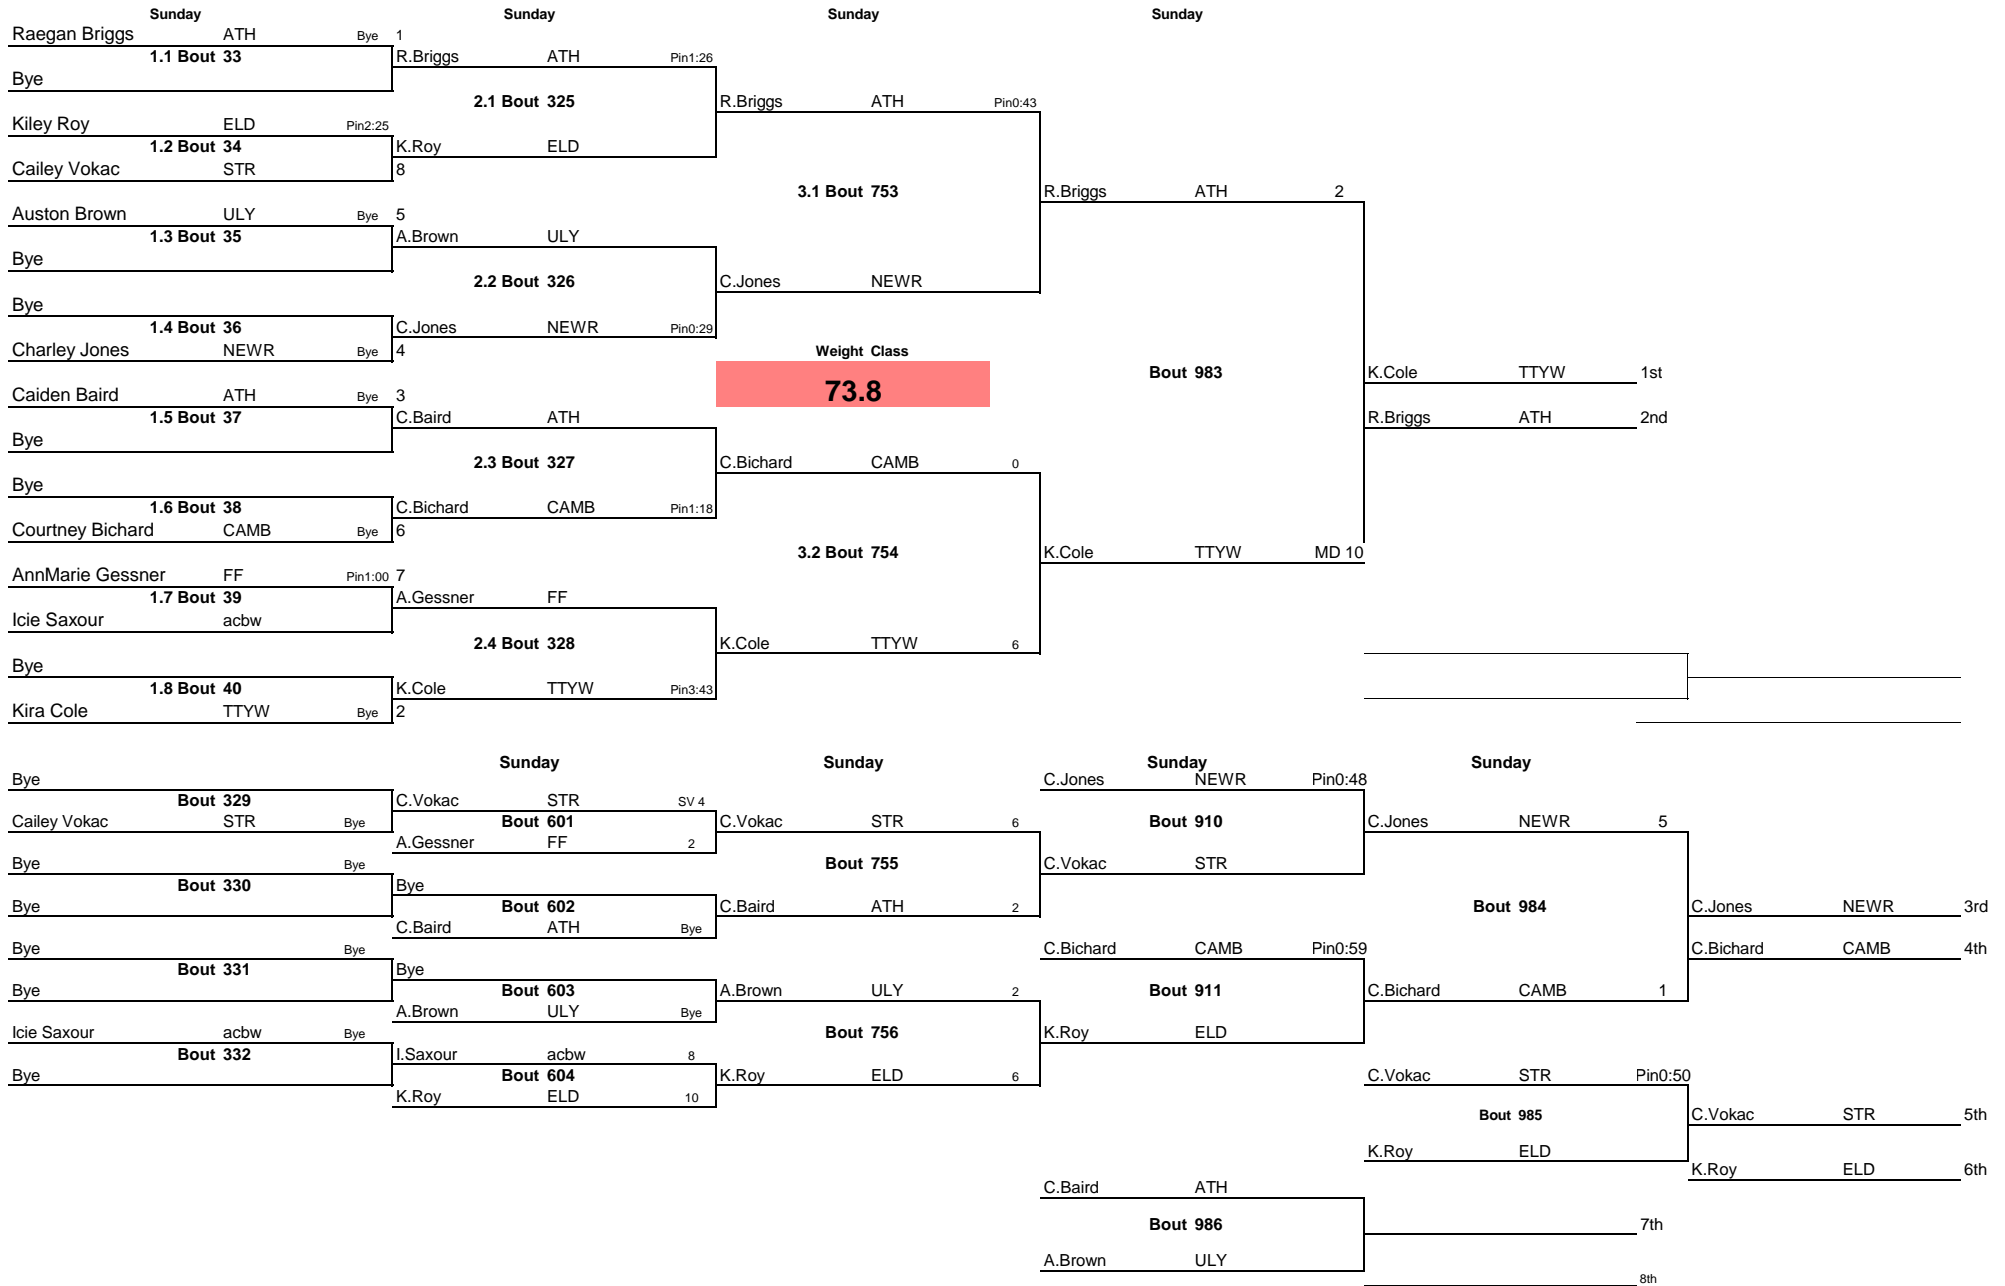 Sunday Sunday Sunday Sunday
Raegan Briggs ATH Bye 1
1.1 Bout 33 R.Briggs ATH Pin1:26
Bye
2.1 Bout 325 R.Briggs ATH Pin0:43
Kiley Roy ELD Pin2:25
1.2 Bout 34 K.Roy ELD
Cailey Vokac STR 8
3.1 Bout 753 R.Briggs ATH 2
Auston Brown ULY Bye 5
1.3 Bout 35 A.Brown ULY
Bye
2.2 Bout 326 C.Jones NEWR
Bye
1.4 Bout 36 C.Jones NEWR Pin0:29
Charley Jones NEWR Bye 4 Weight Class
Bout 983 K.Cole TTYW 1st
Caiden Baird ATH Bye 3 73.8
1.5 Bout 37 C.Baird ATH R.Briggs ATH 2nd
Bye
2.3 Bout 327 C.Bichard CAMB 0
Bye
1.6 Bout 38 C.Bichard CAMB Pin1:18
Courtney Bichard CAMB Bye 6
3.2 Bout 754 K.Cole TTYW MD 10
AnnMarie Gessner FF Pin1:00 7
1.7 Bout 39 A.Gessner FF
Icie Saxour acbw
2.4 Bout 328 K.Cole TTYW 6
Bye
1.8 Bout 40 K.Cole TTYW Pin3:43
Kira Cole TTYW Bye 2
Sunday Sunday Sunday Sunday
Bye C.Jones NEWR Pin0:48
Bout 329 C.Vokac STR SV 4
Cailey Vokac STR Bye Bout 601 C.Vokac STR 6 Bout 910 C.Jones NEWR 5
A.Gessner FF 2
Bye Bye Bout 755 C.Vokac STR
Bout 330 Bye
Bye Bout 602 C.Baird ATH 2 Bout 984 C.Jones NEWR 3rd
C.Baird ATH Bye
Bye Bye C.Bichard CAMB Pin0:59 C.Bichard CAMB 4th
Bout 331 Bye
Bye Bout 603 A.Brown ULY 2 Bout 911 C.Bichard CAMB 1
A.Brown ULY Bye
Icie Saxour acbw Bye Bout 756 K.Roy ELD
Bout 332 I.Saxour acbw 8
Bye Bout 604 K.Roy ELD 6 C.Vokac STR Pin0:50
K.Roy ELD 10
Bout 985 C.Vokac STR 5th
K.Roy ELD
K.Roy ELD 6th
C.Baird ATH
Bout 986 7th
A.Brown ULY
8th